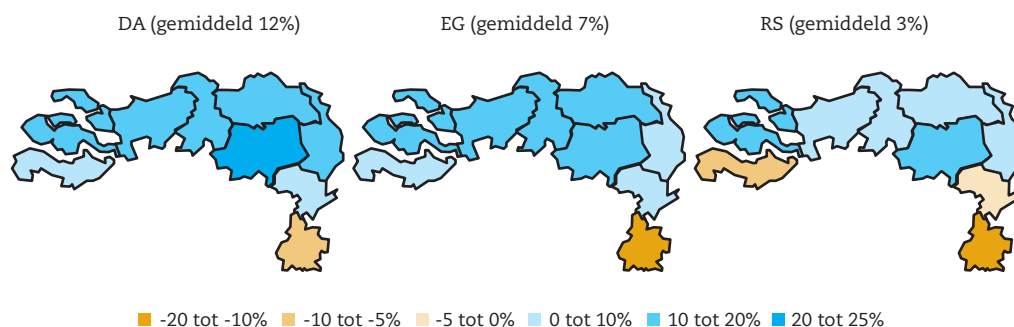 DA (gemiddeld 12%) EG (gemiddeld 7%) RS (gemiddeld 3%)
-20 tot -10% -10 tot -5% -5 tot 0% 0 tot 10% 10 tot 20% 20 tot 25%